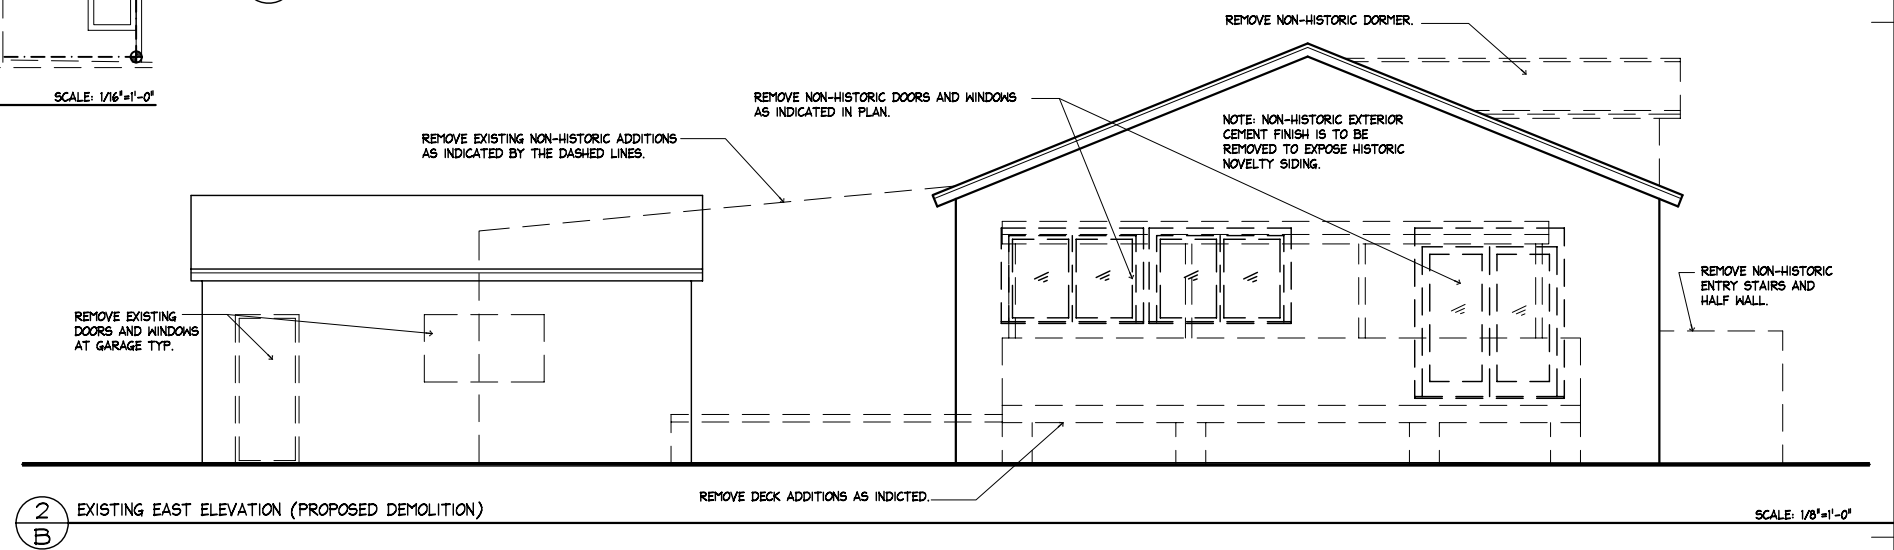 REMOVE NON-HISTORIC DORMER.
SCALE: 1/16"=1'-0"
REMOVE NON-HISTORIC DOORS AND WINDOWS
AS INDICATED IN PLAN.
NOTE: NON-HISTORIC EXTERIOR
CEMENT FINISH IS TO BE
REMOVED TO EXPOSE HISTORIC
NOVELTY SIDING.
REMOVE EXISTING NON-HISTORIC ADDITIONS
AS INDICATED BY THE DASHED LINES.
REMOVE NON-HISTORIC
ENTRY STAIRS AND
HALF WALL.
REMOVE EXISTING
DOORS AND WINDOWS
AT GARAGE TYP.
REMOVE DECK ADDITIONS AS INDICTED.
2
B
EXISTING EAST ELEVATION (PROPOSED DEMOLITION)
SCALE: 1/8"=1'-0"